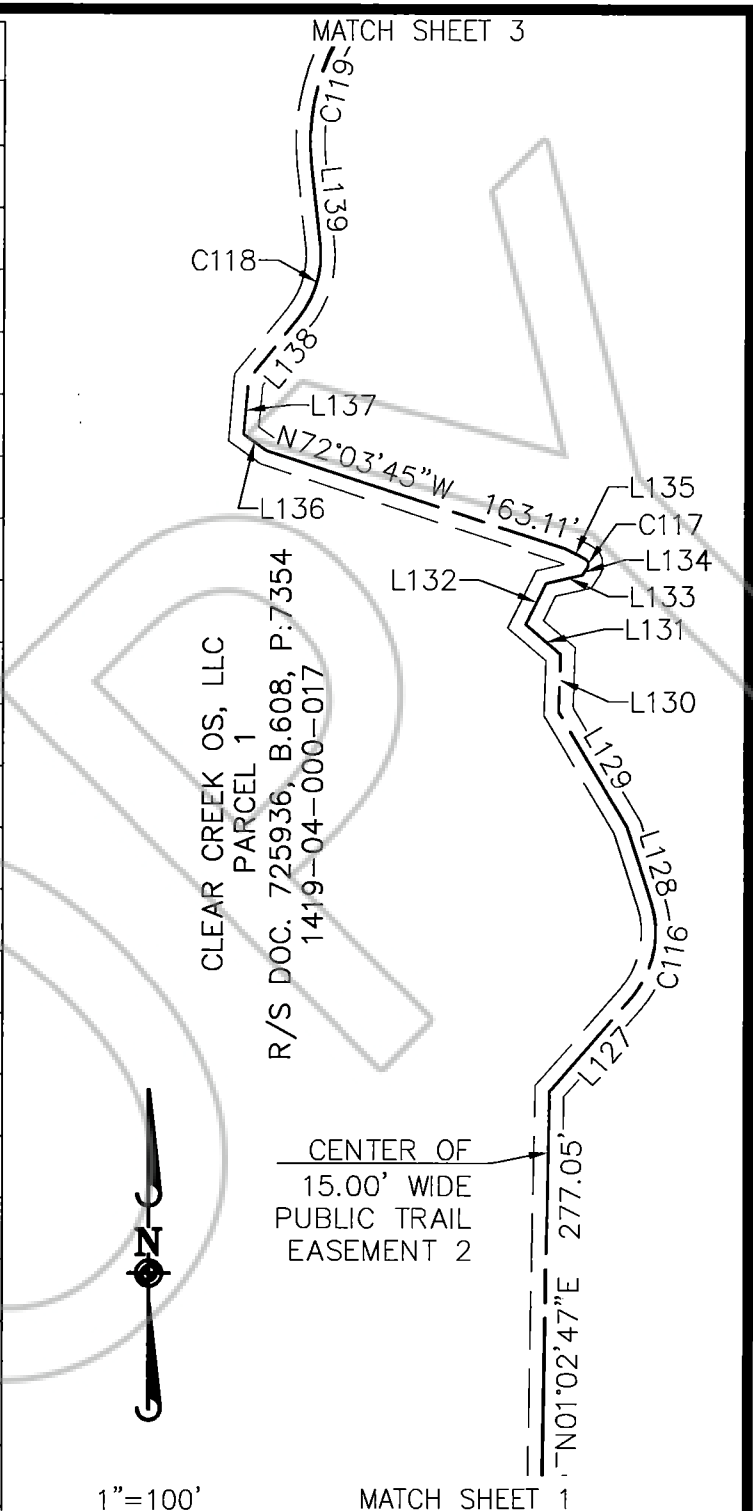 MATCH SHEET 3
C119
L139
C118
L138
L137
N72°03'45"W 163.11'
L136
L135
C117
L134
L133
L132
L131
L130
L129
L128
C116
L127
CLEAR CREEK OS, LLC
PARCEL 1
R/S DOC. 725936, B.608, P.7354
1419-04-000-017
CENTER OF
15.00' WIDE
PUBLIC TRAIL
EASEMENT 2
N01°02'47"E 277.05'
N
1"=100'
MATCH SHEET 1
COPY